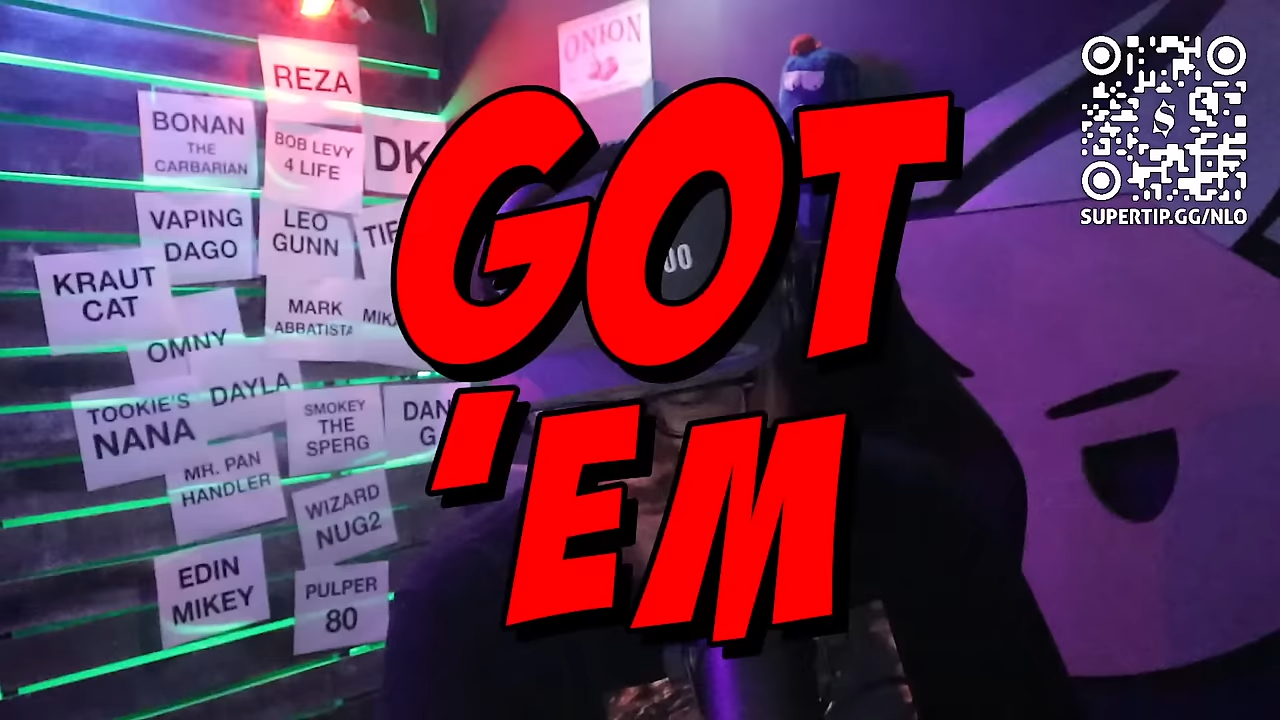 GOT
'EM
ONION
REZA
BONAN
THE
CARBARIAN
BOB LEVY
4 LIFE
DK
VAPING
DAGO
LEO
GUNN
KRAUT
CAT
MARK
ABBATISTA
OMNY
DAYLA
TOOKIE'S
NANA
SMOKEY
THE
SPERG
DAN
G
MR. PAN
HANDLER
WIZARD
NUG2
EDIN
MIKEY
PULPER
80
$
SUPERTIP.GG/NLO